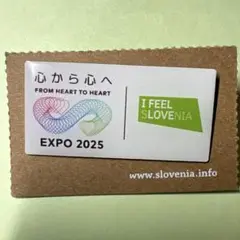 心から心へ
FROM HEART TO HEART
EXPO 2025
I FEEL
SLOVENIA
www.slovenia.info